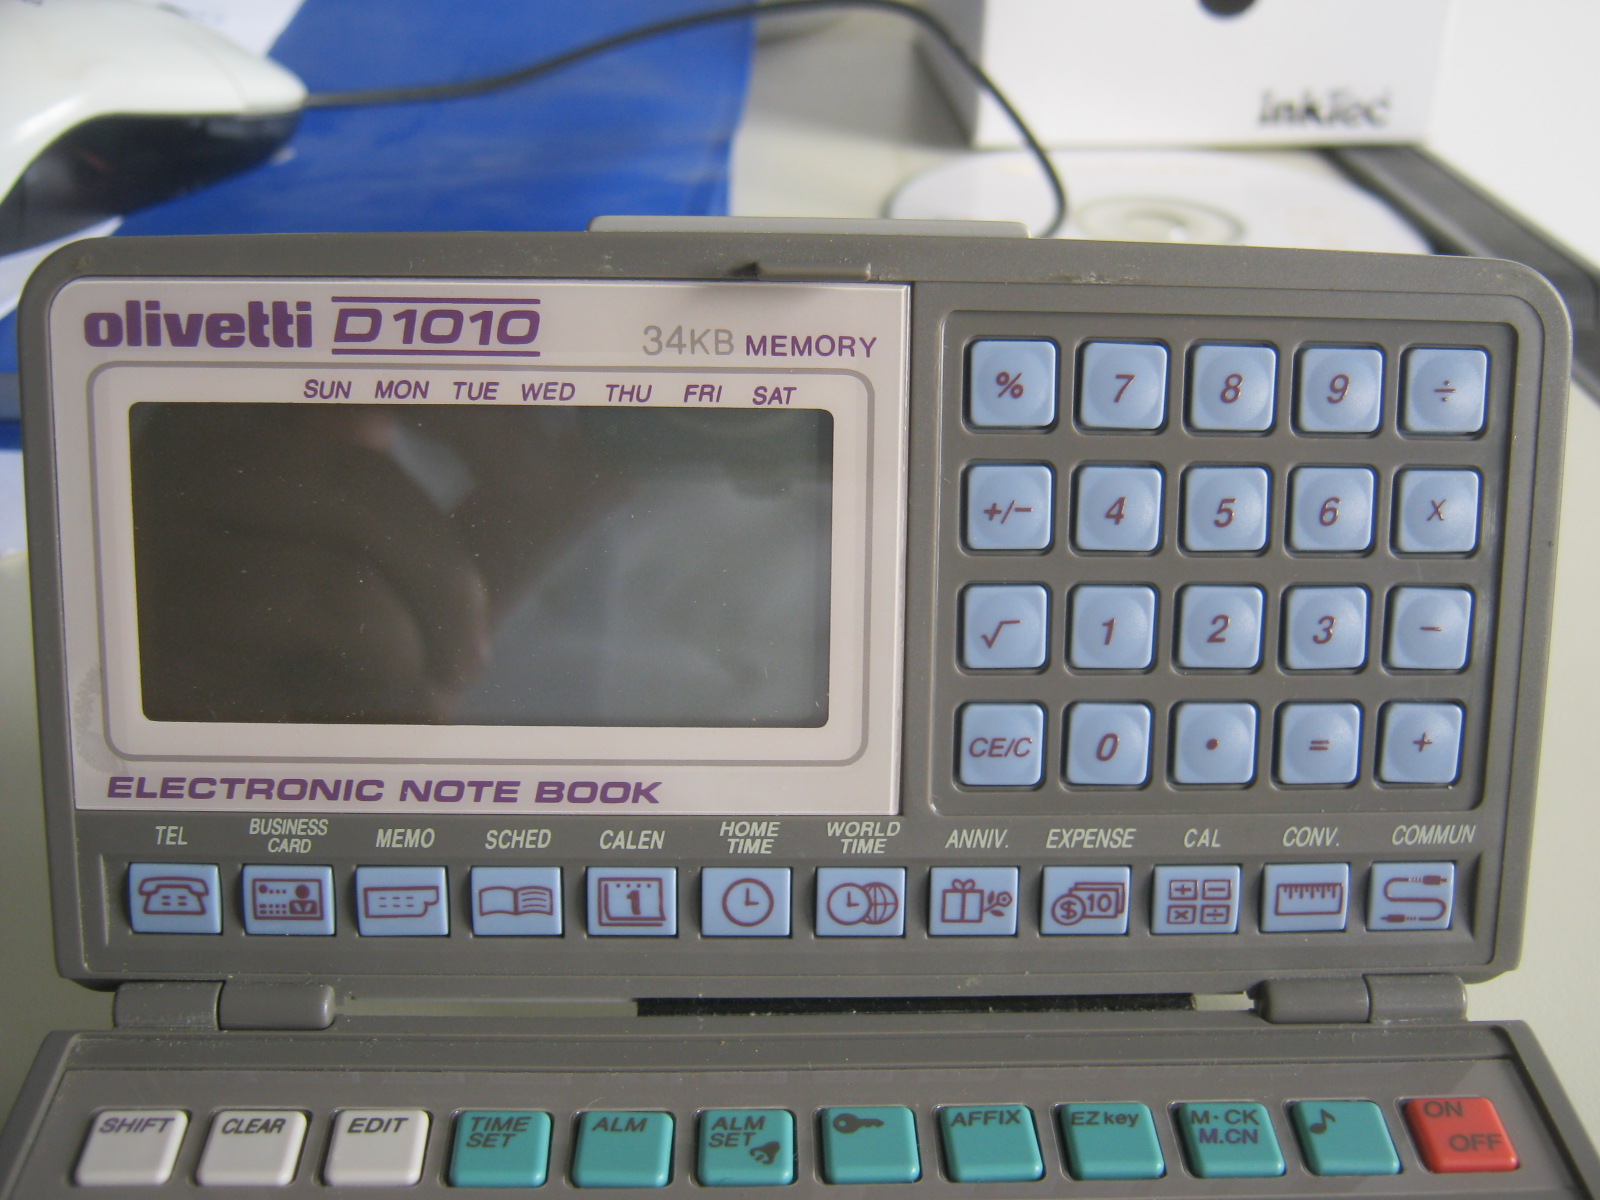 inkTec
olivetti D1010 34KB MEMORY
SUN MON TUE WED THU FRI SAT
ELECTRONIC NOTE BOOK
% 7 8 9 ÷
+/− 4 5 6 X
√ 1 2 3 −
CE/C 0 • = +
TEL BUSINESS CARD MEMO SCHED CALEN HOME TIME WORLD TIME ANNIV. EXPENSE CAL CONV. COMMUN
1 $ 10 + − × ÷
SHIFT CLEAR EDIT TIME SET ALM ALM SET AFFIX EZ key M·CK M.CN ON OFF